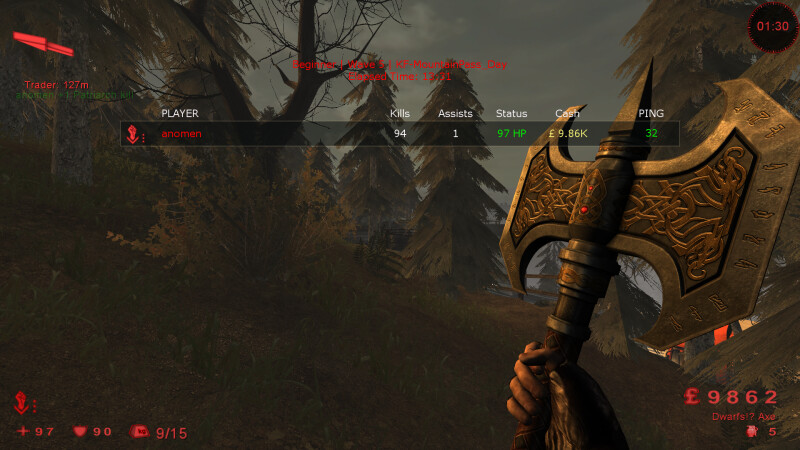 01:30
Trader: 127m
PLAYER Kills Assists Status Cash PING
anomen 94 1 97 HP £ 9.86K 32
£ 9862
Dwarfs ? Axe
97 90 9/15 5